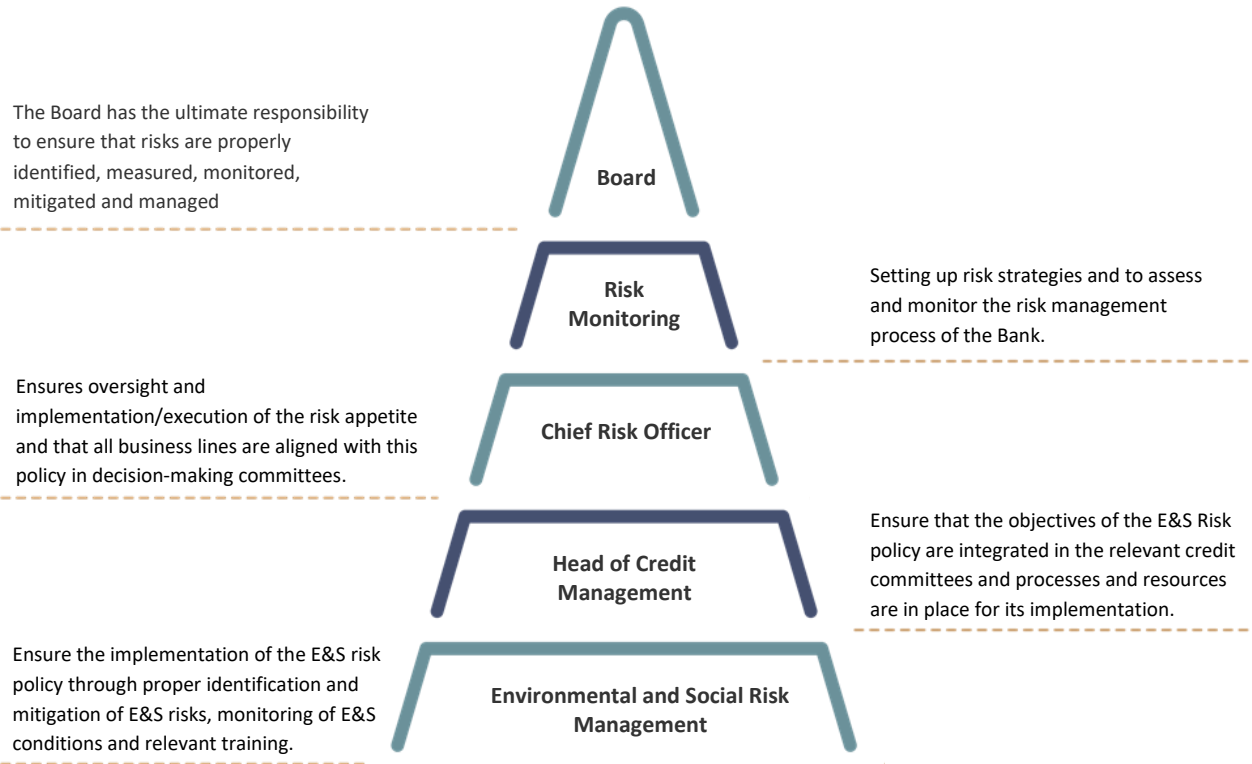 The Board has the ultimate responsibility
to ensure that risks are properly
identified, measured, monitored,
mitigated and managed
Board
Risk
Monitoring
Setting up risk strategies and to assess
and monitor the risk management
process of the Bank.
Ensures oversight and
implementation/execution of the risk appetite
and that all business lines are aligned with this
policy in decision-making committees.
Chief Risk Officer
Head of Credit
Management
Ensure that the objectives of the E&S Risk
policy are integrated in the relevant credit
committees and processes and resources
are in place for its implementation.
Ensure the implementation of the E&S risk
policy through proper identification and
mitigation of E&S risks, monitoring of E&S
conditions and relevant training.
Environmental and Social Risk
Management